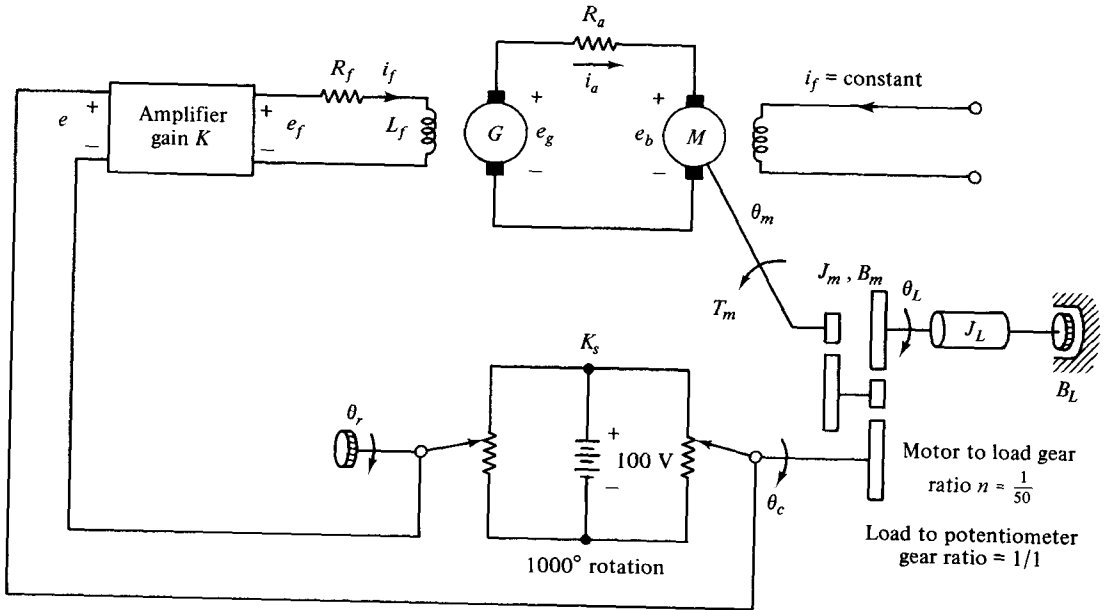 R_a
R_f
i_f
i_a
i_f = constant
+
e
−
Amplifier
gain K
+
e_f
−
L_f
G
+
e_g
−
+
e_b
−
M
θ_m
T_m
J_m , B_m
θ_L
J_L
B_L
K_s
θ_r
+
100 V
−
θ_c
1000° rotation
Motor to load gear
ratio n = 1/50
Load to potentiometer
gear ratio = 1/1